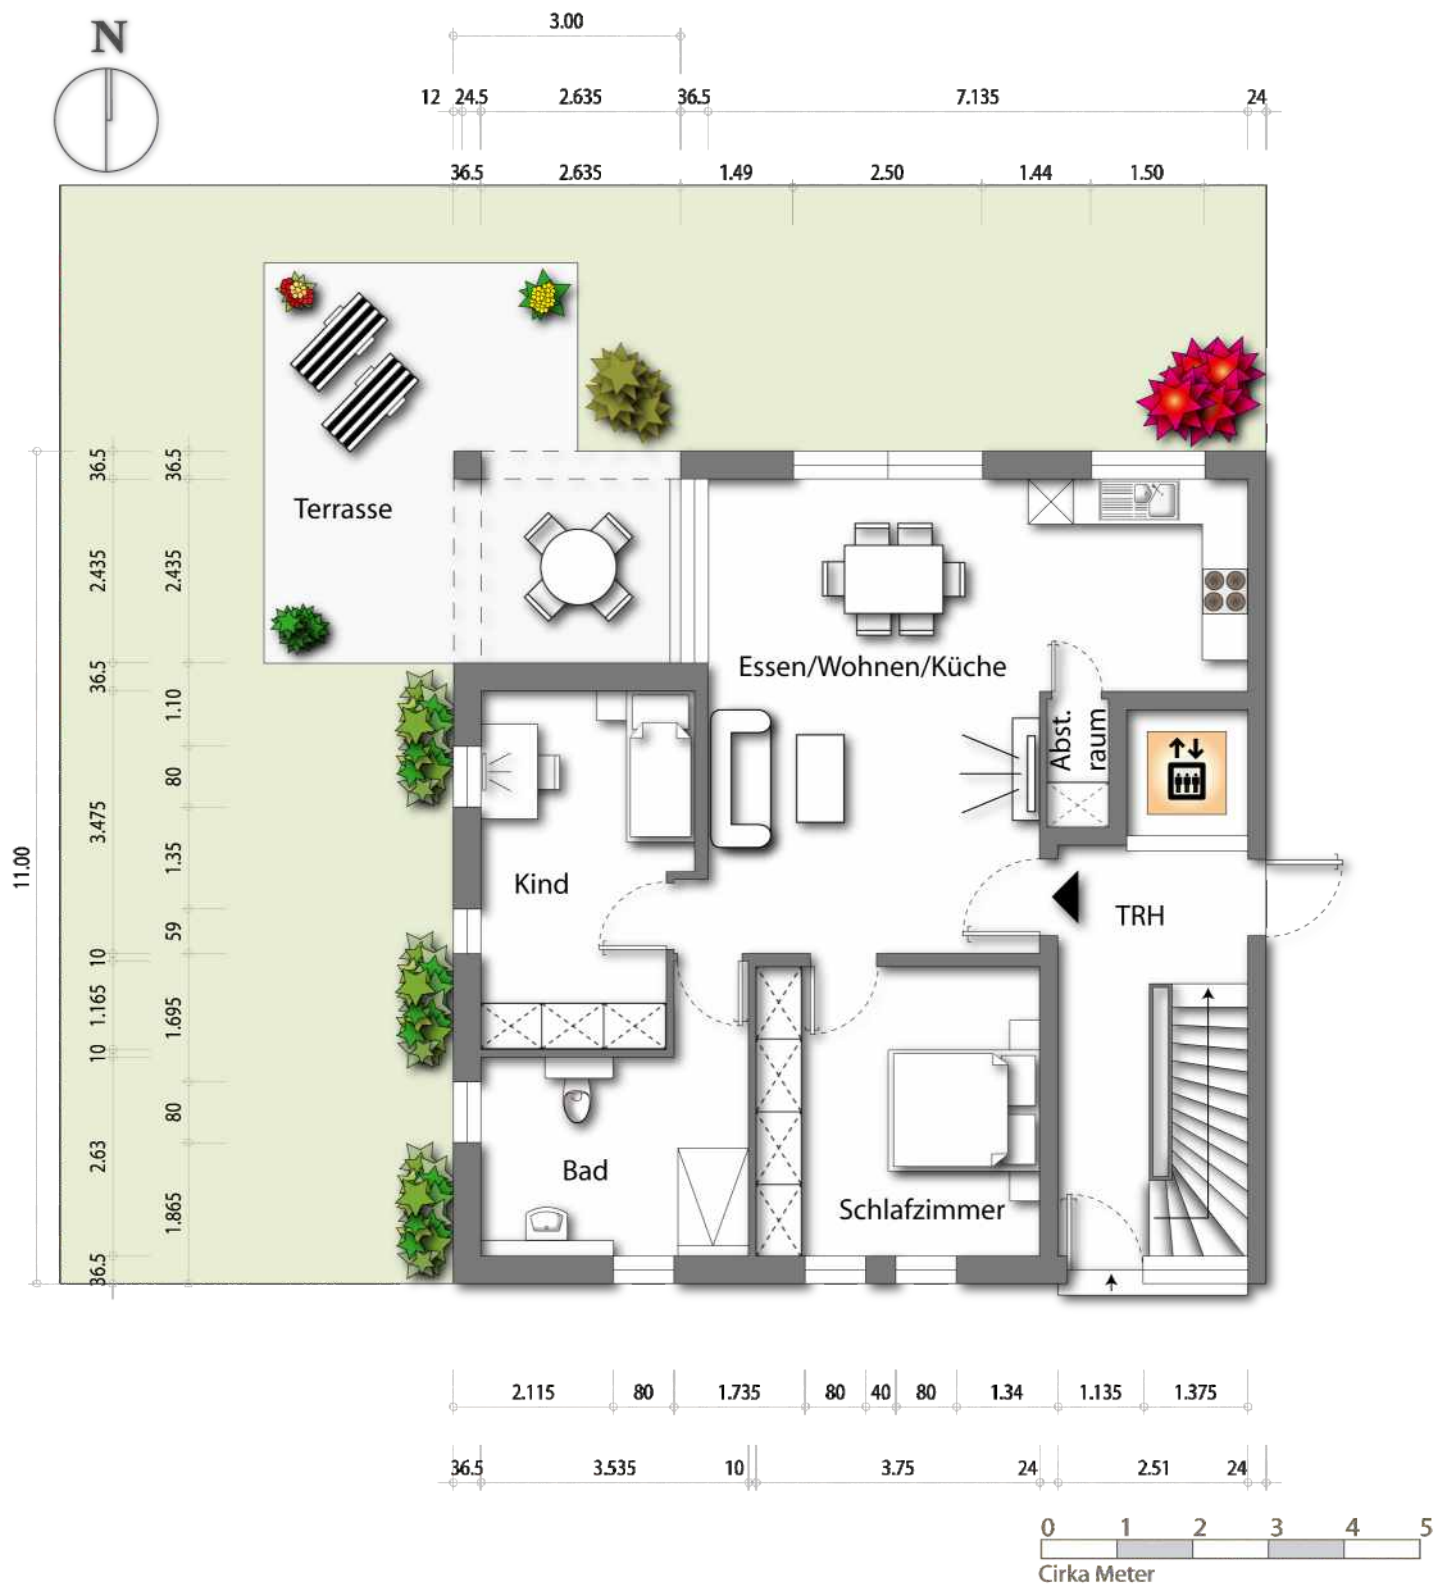 N
3.00
12 24.5 2.635 36.5 7.135 24
36.5 2.635 1.49 2.50 1.44 1.50
Terrasse
Essen/Wohnen/Küche
Abst.
raum
Kind
TRH
Bad
Schlafzimmer
11.00
36.5 2.435 36.5 3.475 10 1.165 10 2.63 36.5
36.5 2.435 1.10 80 1.35 59 1.695 80 1.865
2.115 80 1.735 80 40 80 1.34 1.135 1.375
36.5 3.535 10 3.75 24 2.51 24
0 1 2 3 4 5
Cirka Meter